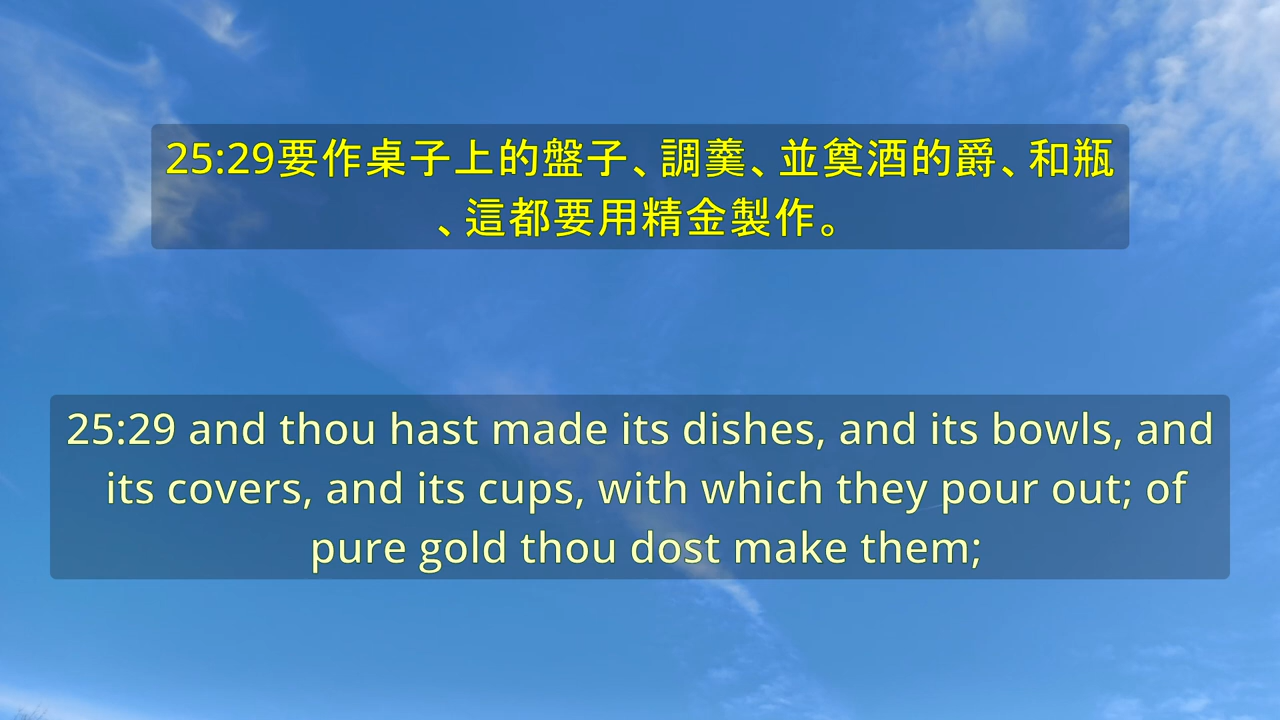 25:29要作桌子上的盤子、調羹、並奠酒的爵、和瓶
、這都要用精金製作。
25:29 and thou hast made its dishes, and its bowls, and
its covers, and its cups, with which they pour out; of
pure gold thou dost make them;